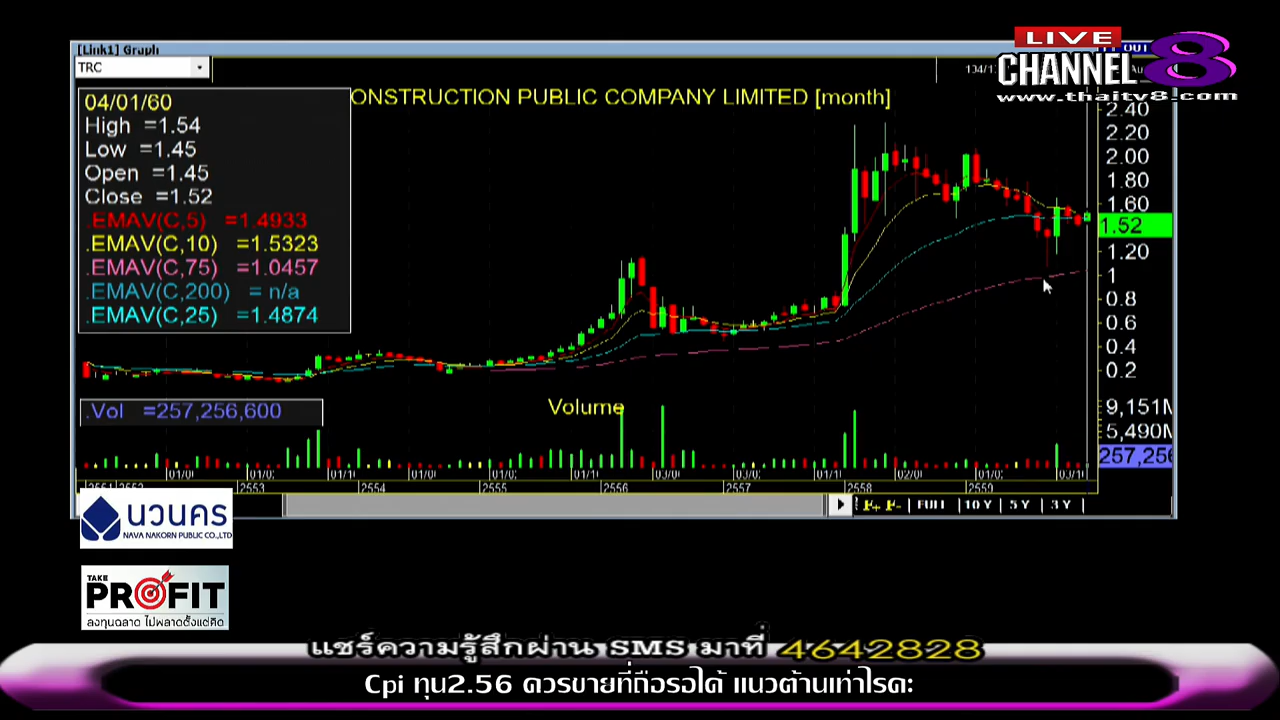 [Link1] Graph
LIVE
CHANNEL 8
www.thaitv8.com
TRC
ONSTRUCTION PUBLIC COMPANY LIMITED [month]
04/01/60
High =1.54
Low =1.45
Open =1.45
Close =1.52
.EMAV(C,5) =1.4933
.EMAV(C,10) =1.5323
.EMAV(C,75) =1.0457
.EMAV(C,200) = n/a
.EMAV(C,25) =1.4874
2.40
2.20
2.00
1.80
1.60
1.52
1.20
1
0.8
0.6
0.4
0.2
.Vol =257,256,600
Volume
9,151M
5,490M
257,256
2553 2554 2555 2556 2557 2558 2559
F+ F- FULL 10 Y 5 Y 3 Y
นวนคร
NAVA NAKORN PUBLIC CO.,LTD
TAKE
PROFIT
ลงทุนฉลาด ไม่พลาดตั้งแต่คิด
แชร์ความรู้สึกผ่าน SMS มาที่ 4642828
Cpi ทุน2.56 ควรขายที่ถือรอได้ แนวต้านเท่าไรคะ